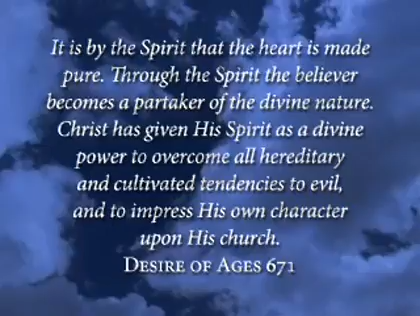 It is by the Spirit that the heart is made
pure. Through the Spirit the believer
becomes a partaker of the divine nature.
Christ has given His Spirit as a divine
power to overcome all hereditary
and cultivated tendencies to evil,
and to impress His own character
upon His church.
DESIRE OF AGES 671